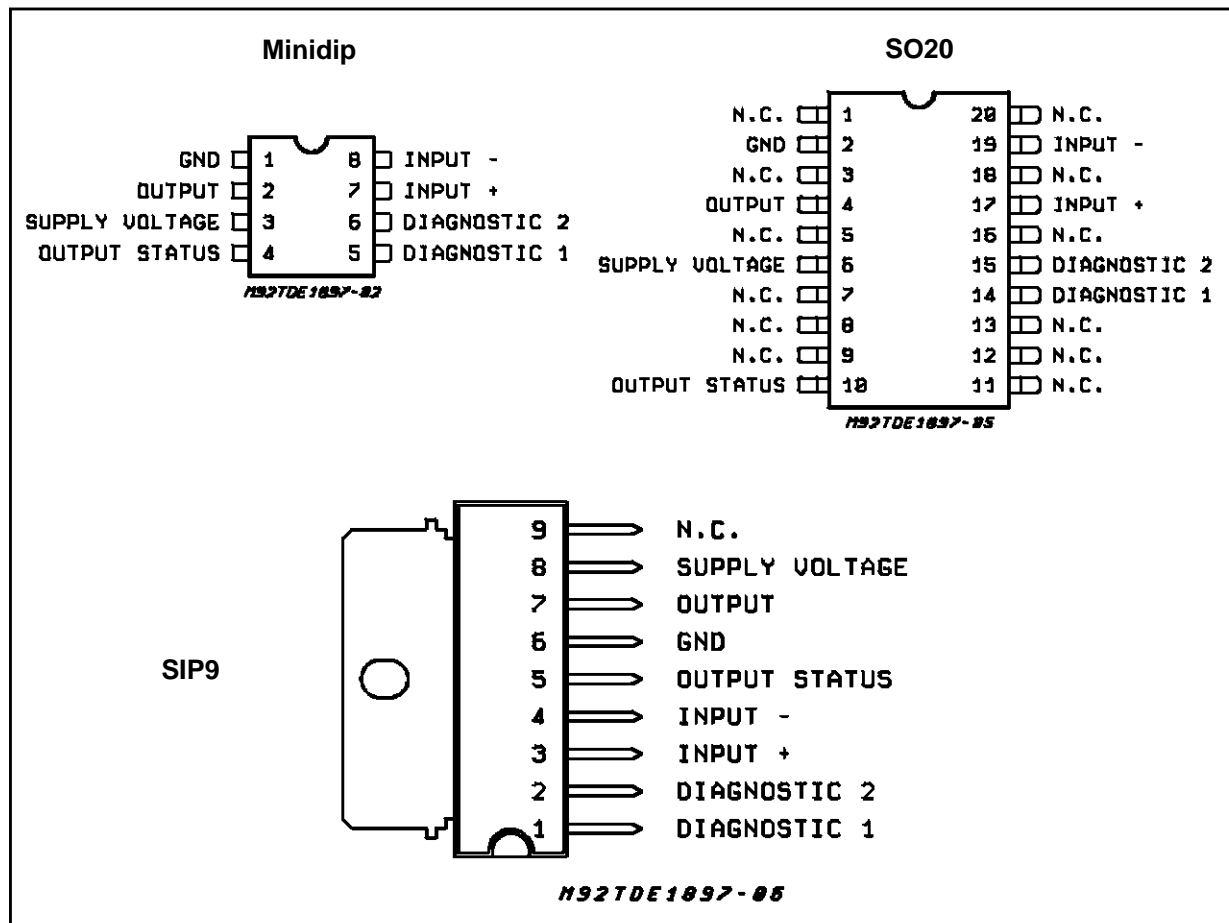 Minidip
GND 1 8 INPUT -
OUTPUT 2 7 INPUT +
SUPPLY VOLTAGE 3 6 DIAGNOSTIC 2
OUTPUT STATUS 4 5 DIAGNOSTIC 1
M92TDE1897-02
SO20
N.C. 1 20 N.C.
GND 2 19 INPUT -
N.C. 3 18 N.C.
OUTPUT 4 17 INPUT +
N.C. 5 16 N.C.
SUPPLY VOLTAGE 6 15 DIAGNOSTIC 2
N.C. 7 14 DIAGNOSTIC 1
N.C. 8 13 N.C.
N.C. 9 12 N.C.
OUTPUT STATUS 10 11 N.C.
M92TDE1897-05
SIP9
9 N.C.
8 SUPPLY VOLTAGE
7 OUTPUT
6 GND
5 OUTPUT STATUS
4 INPUT -
3 INPUT +
2 DIAGNOSTIC 2
1 DIAGNOSTIC 1
M92TDE1897-06